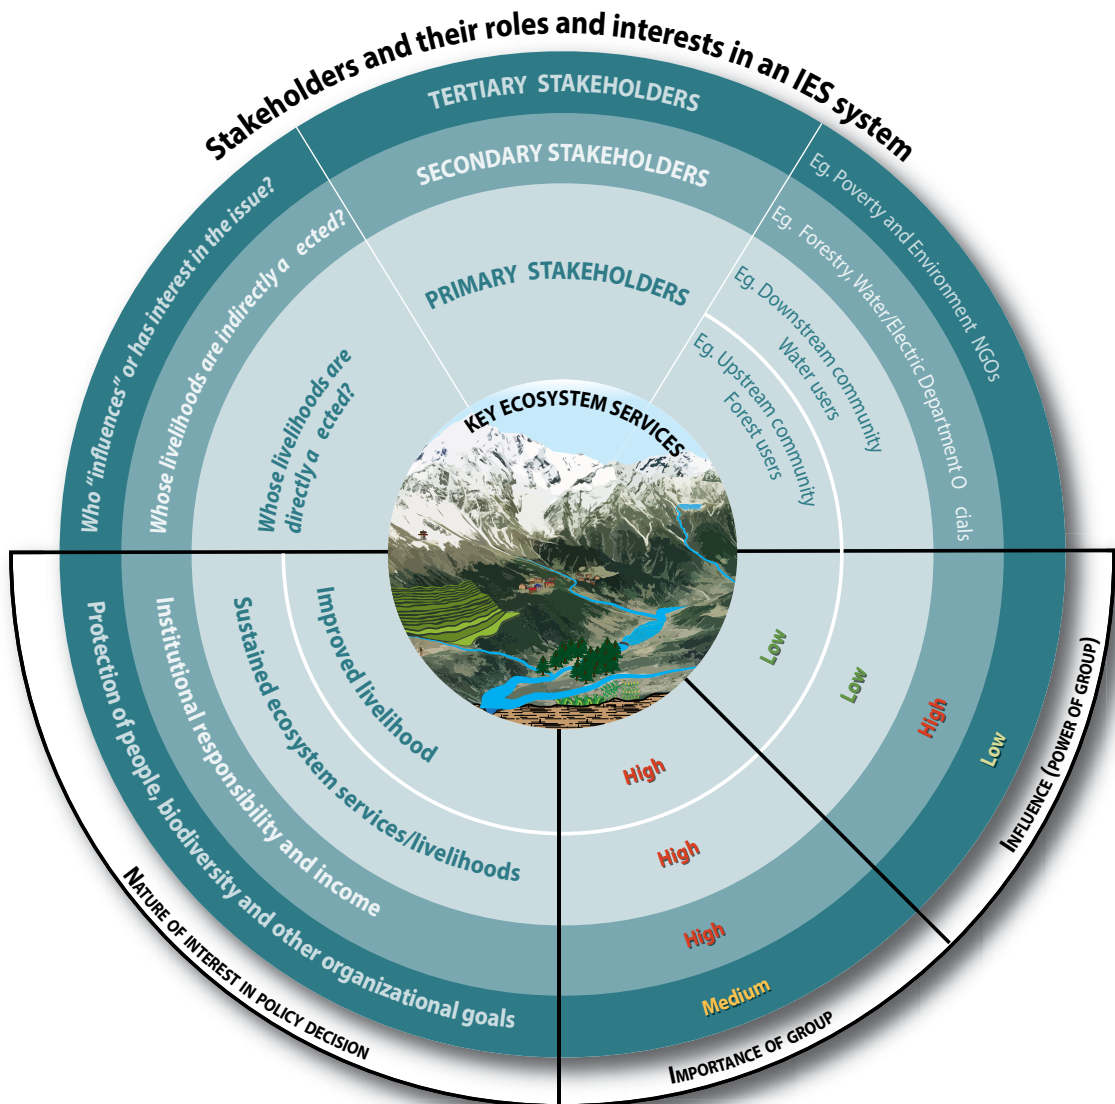 Stakeholders and their roles and interests in an IES system
TERTIARY STAKEHOLDERS
SECONDARY STAKEHOLDERS
PRIMARY STAKEHOLDERS
KEY ECOSYSTEM SERVICES
Who “influences” or has interest in the issue?
Whose livelihoods are indirectly a ected?
Whose livelihoods are
directly a ected?
Eg. Poverty and Environment NGOs
Eg. Forestry, Water/Electric Department O cials
Eg. Downstream community
Water users
Eg. Upstream community
Forest users
Improved livelihood
Sustained ecosystem services/livelihoods
Institutional responsibility and income
Protection of people, biodiversity and other organizational goals
NATURE OF INTEREST IN POLICY DECISION
High
High
High
Medium
IMPORTANCE OF GROUP
Low
Low
High
Low
INFLUENCE (POWER OF GROUP)